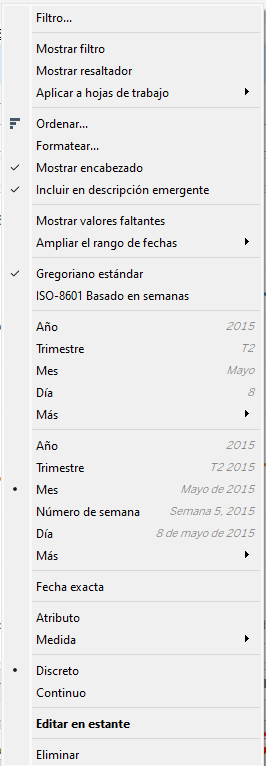 Filtro...
Mostrar filtro
Mostrar resaltador
Aplicar a hojas de trabajo
Ordenar...
Formatear...
Mostrar encabezado
Incluir en descripción emergente
Mostrar valores faltantes
Ampliar el rango de fechas
Gregoriano estándar
ISO-8601 Basado en semanas
Año 2015
Trimestre T2
Mes Mayo
Día 8
Más
Año 2015
Trimestre T2 2015
Mes Mayo de 2015
Número de semana Semana 5, 2015
Día 8 de mayo de 2015
Más
Fecha exacta
Atributo
Medida
Discreto
Continuo
Editar en estante
Eliminar